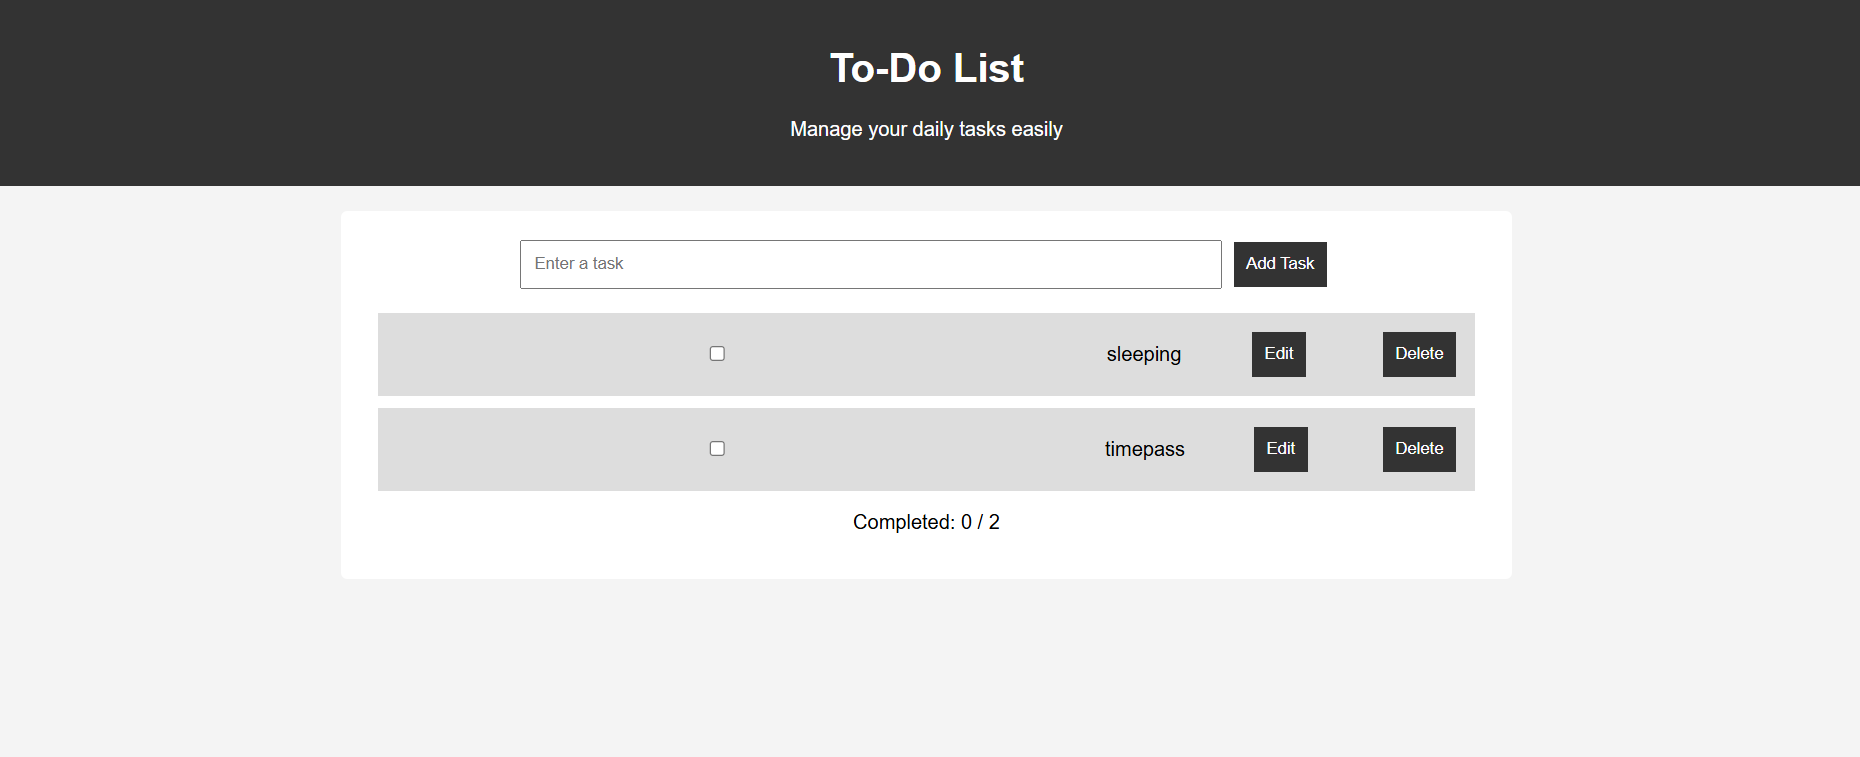 To-Do List
Manage your daily tasks easily
Enter a task Add Task
sleeping Edit Delete
timepass Edit Delete
Completed: 0 / 2